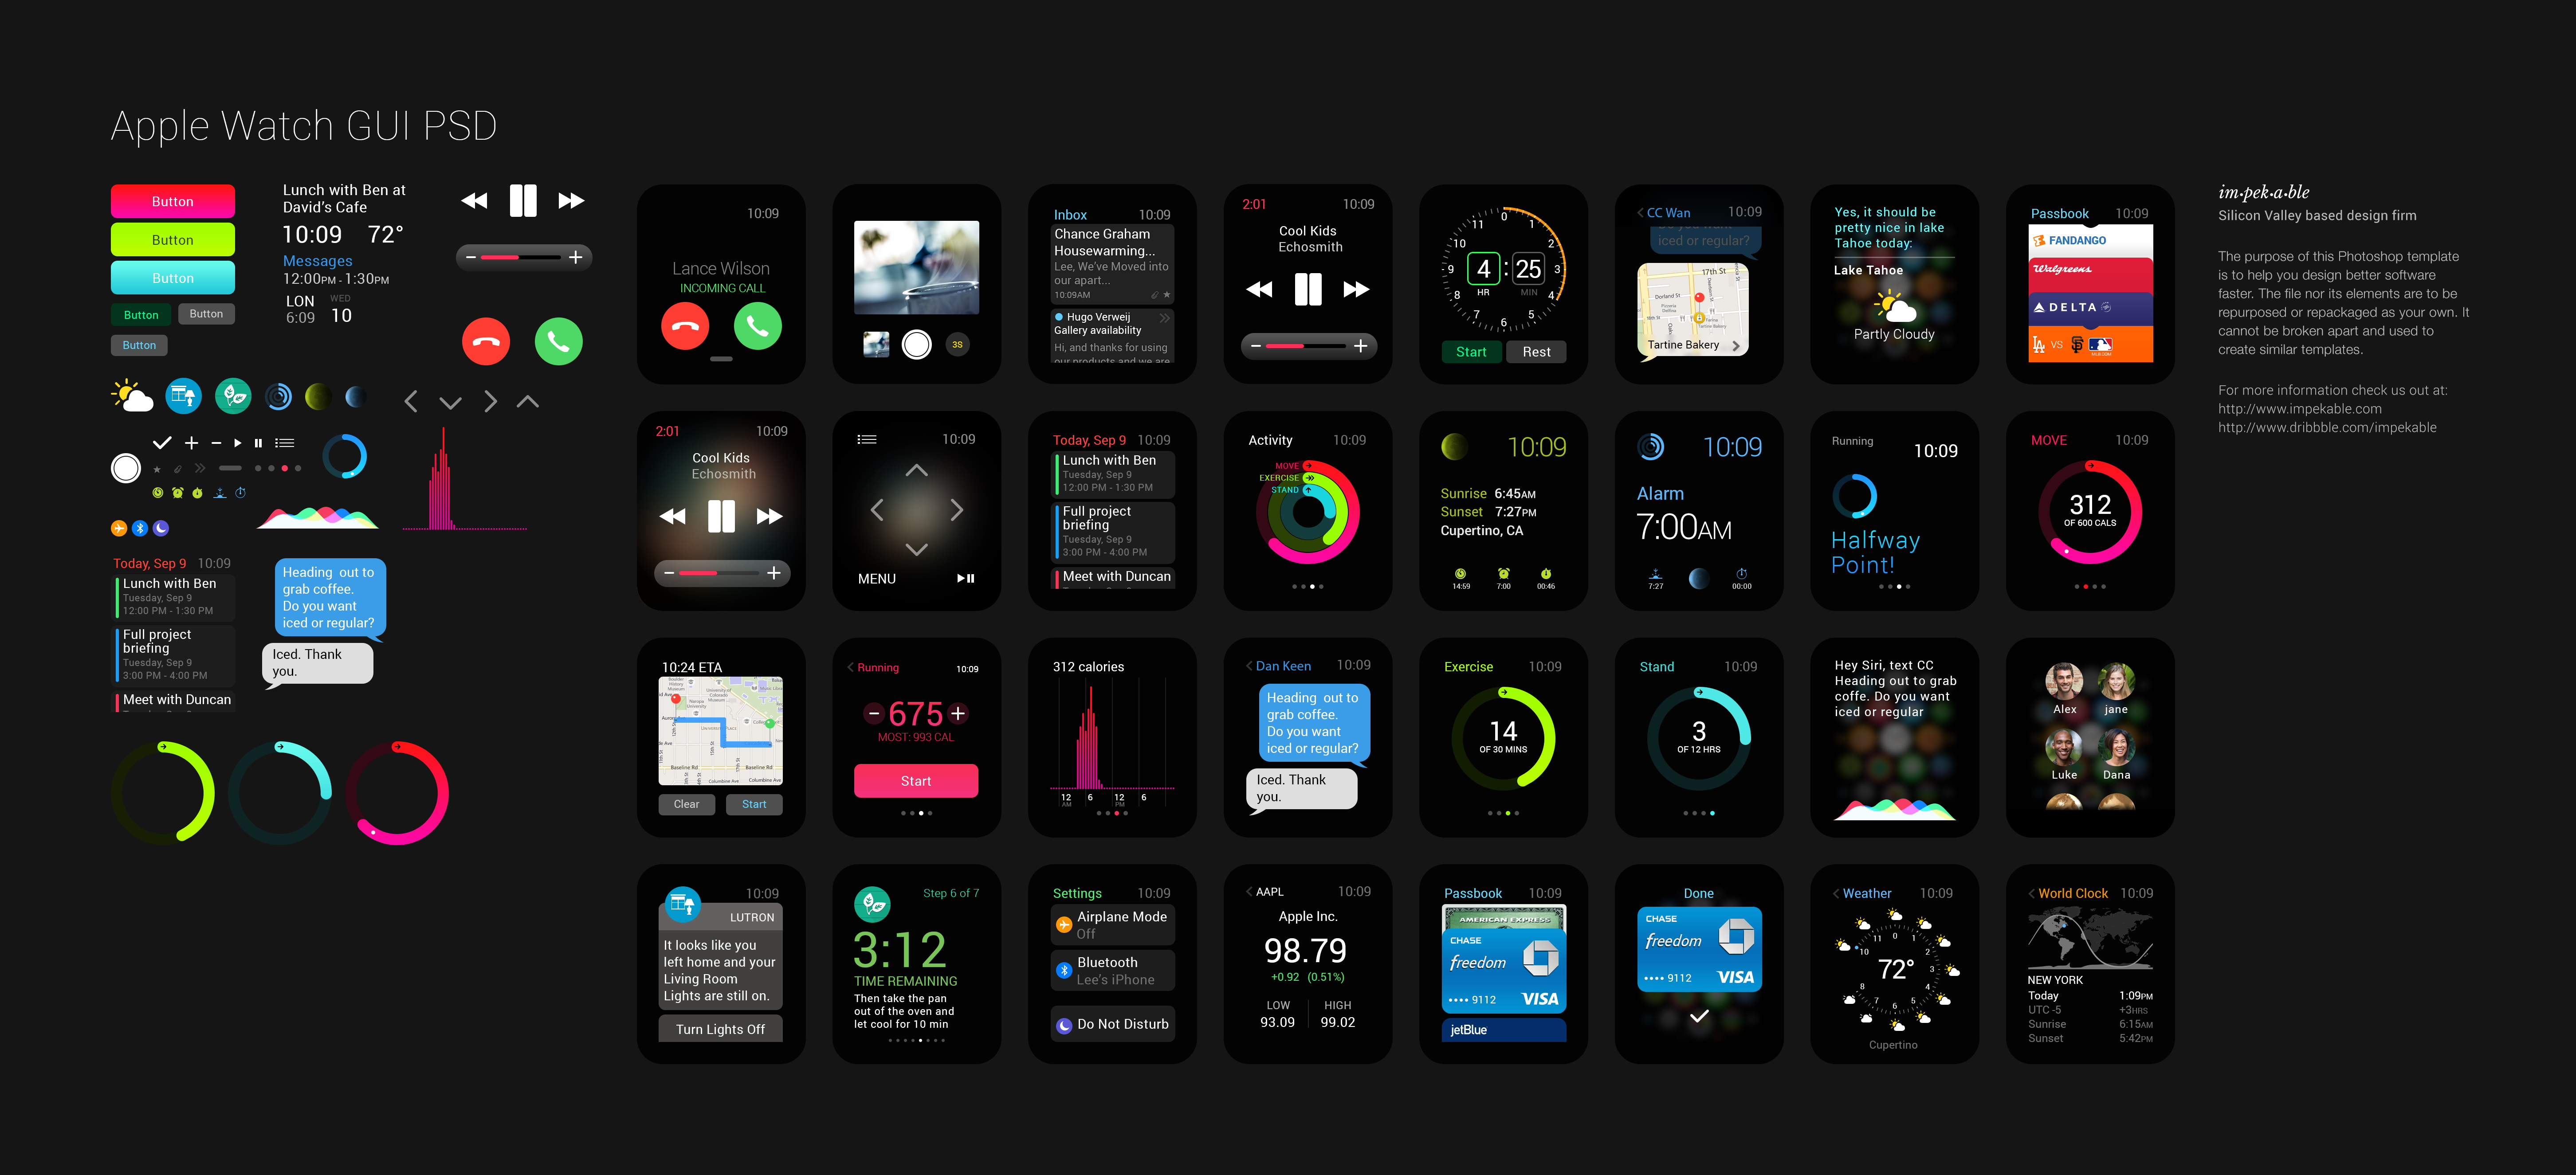 Apple Watch GUI PSD
Button
Button
Button
Button
Button
Button
Lunch with Ben at
David's Cafe
10:09 72°
Messages
12:00PM - 1:30PM
LON WED
6:09 10
Today, Sep 9 10:09
Lunch with Ben
Tuesday, Sep 9
12:00 PM - 1:30 PM
Full project
briefing
Tuesday, Sep 9
3:00 PM - 4:00 PM
Meet with Duncan
Heading out to
grab coffee.
Do you want
iced or regular?
Iced. Thank
you.
10:09
Lance Wilson
INCOMING CALL
3S
Inbox 10:09
Chance Graham
Housewarming...
Lee, We've Moved into
our apart...
10:09AM
Hugo Verweij
Gallery availability
Hi, and thanks for using
our products and we are
2:01 10:09
Cool Kids
Echosmith
0
1
2
3
4
5
6
7
8
9
10
11
4 : 25
HR MIN
Start Rest
CC Wan 10:09
Do you want
iced or regular?
17th St
Dorland St
Tartine Bakery
Yes, it should be
pretty nice in lake
Tahoe today:
Lake Tahoe
Partly Cloudy
Passbook 10:09
FANDANGO
Walgreens
DELTA
LA VS SF
MLB.COM
im•pek•a•ble
Silicon Valley based design firm
The purpose of this Photoshop template
is to help you design better software
faster. The file nor its elements are to be
repurposed or repackaged as your own. It
cannot be broken apart and used to
create similar templates.
For more information check us out at:
http://www.impekable.com
http://www.dribbble.com/impekable
2:01 10:09
Cool Kids
Echosmith
10:09
MENU
Today, Sep 9 10:09
Lunch with Ben
Tuesday, Sep 9
12:00 PM - 1:30 PM
Full project
briefing
Tuesday, Sep 9
3:00 PM - 4:00 PM
Meet with Duncan
Activity 10:09
MOVE
EXERCISE
STAND
10:09
Sunrise 6:45AM
Sunset 7:27PM
Cupertino, CA
14:59 7:00 00:46
10:09
Alarm
7:00AM
7:27 00:00
Running
10:09
Halfway
Point!
MOVE 10:09
312
OF 600 CALS
10:24 ETA
Baseline Rd
Columbine Ave
Clear Start
Running 10:09
675
MOST: 993 CAL
Start
312 calories
12 6 12 6
AM PM
Dan Keen 10:09
Heading out to
grab coffee.
Do you want
iced or regular?
Iced. Thank
you.
Exercise 10:09
14
OF 30 MINS
Stand 10:09
3
OF 12 HRS
Hey Siri, text CC
Heading out to grab
coffe. Do you want
iced or regular
Alex jane
Luke Dana
10:09
LUTRON
It looks like you
left home and your
Living Room
Lights are still on.
Turn Lights Off
Step 6 of 7
3:12
TIME REMAINING
Then take the pan
out of the oven and
let cool for 10 min
Settings 10:09
Airplane Mode
Off
Bluetooth
Lee's iPhone
Do Not Disturb
AAPL 10:09
Apple Inc.
98.79
+0.92 (0.51%)
LOW HIGH
93.09 99.02
Passbook 10:09
AMERICAN EXPRESS
CHASE
freedom
•••• 9112 VISA
jetBlue
Done
CHASE
freedom
•••• 9112 VISA
Weather 10:09
0
1
2
3
4
5
6
7
8
10
11
72°
Cupertino
World Clock 10:09
NEW YORK
Today 1:09PM
UTC -5 +3HRS
Sunrise 6:15AM
Sunset 5:42PM